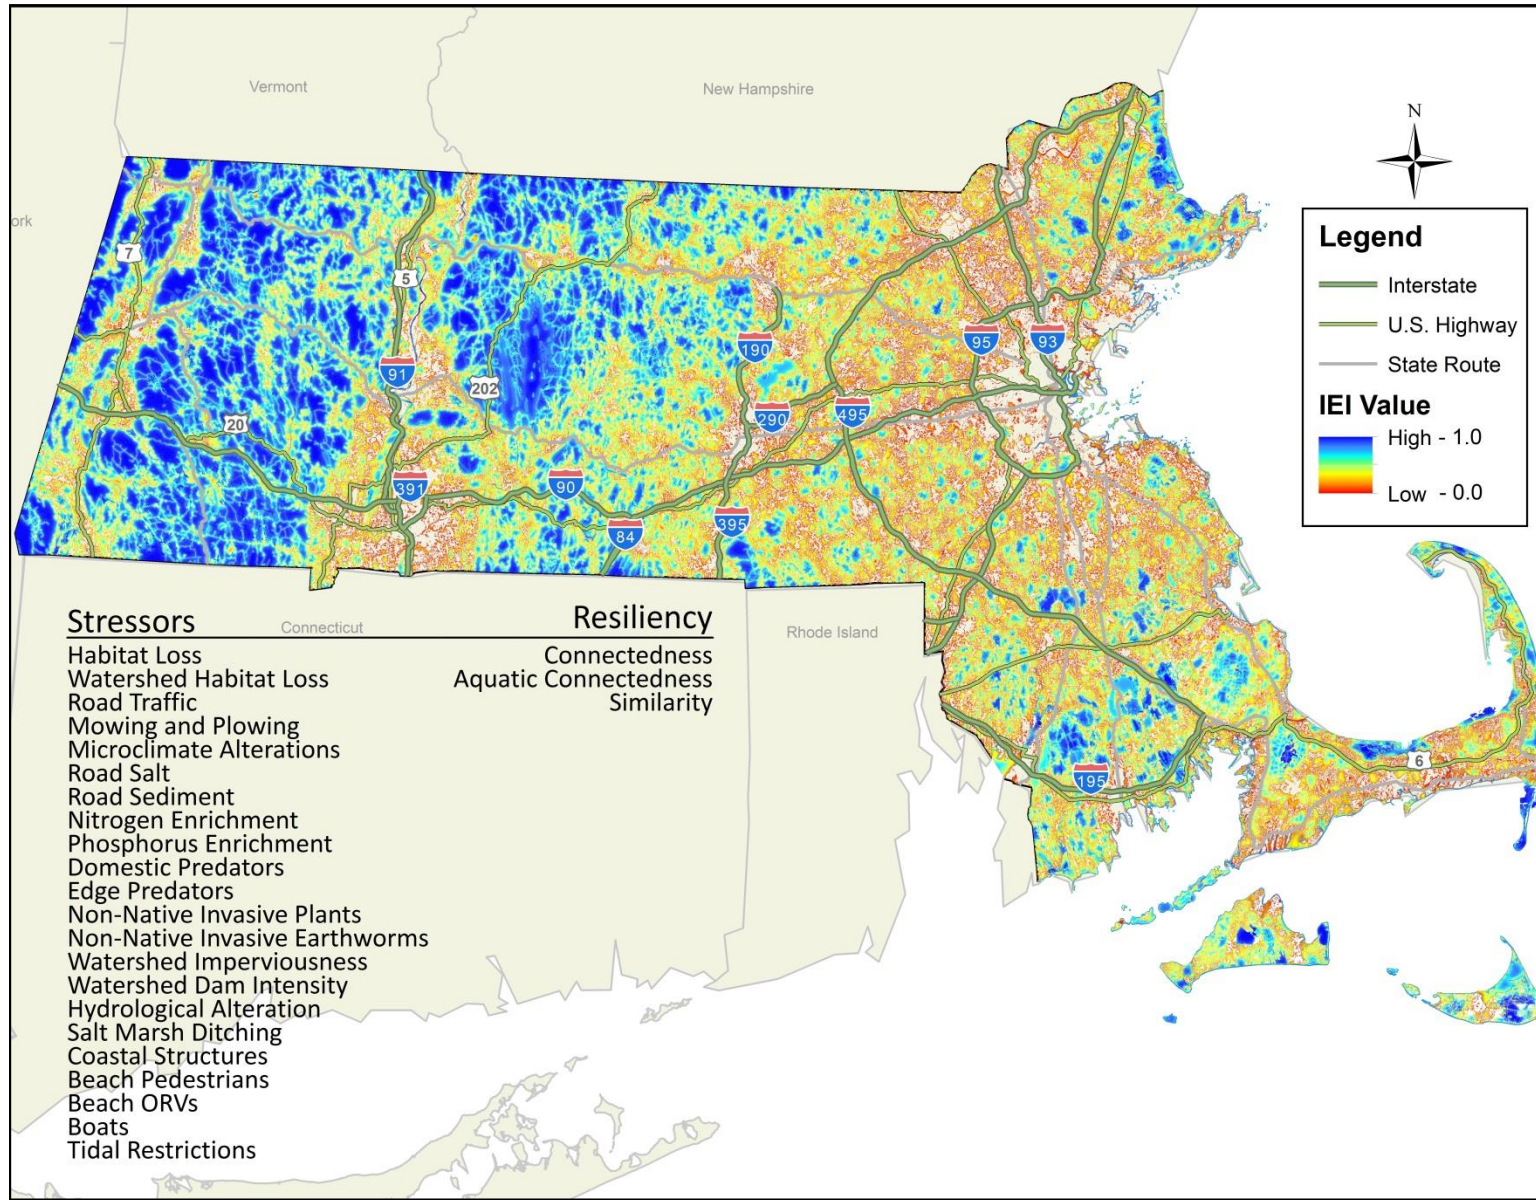 Vermont
New Hampshire
ork
N
7
5
91
202
20
391
90
84
190
290
395
495
95
93
195
6
Legend
Interstate
U.S. Highway
State Route
IEI Value
High - 1.0
Low - 0.0
Connecticut
Rhode Island
Stressors
Habitat Loss
Watershed Habitat Loss
Road Traffic
Mowing and Plowing
Microclimate Alterations
Road Salt
Road Sediment
Nitrogen Enrichment
Phosphorus Enrichment
Domestic Predators
Edge Predators
Non-Native Invasive Plants
Non-Native Invasive Earthworms
Watershed Imperviousness
Watershed Dam Intensity
Hydrological Alteration
Salt Marsh Ditching
Coastal Structures
Beach Pedestrians
Beach ORVs
Boats
Tidal Restrictions
Resiliency
Connectedness
Aquatic Connectedness
Similarity